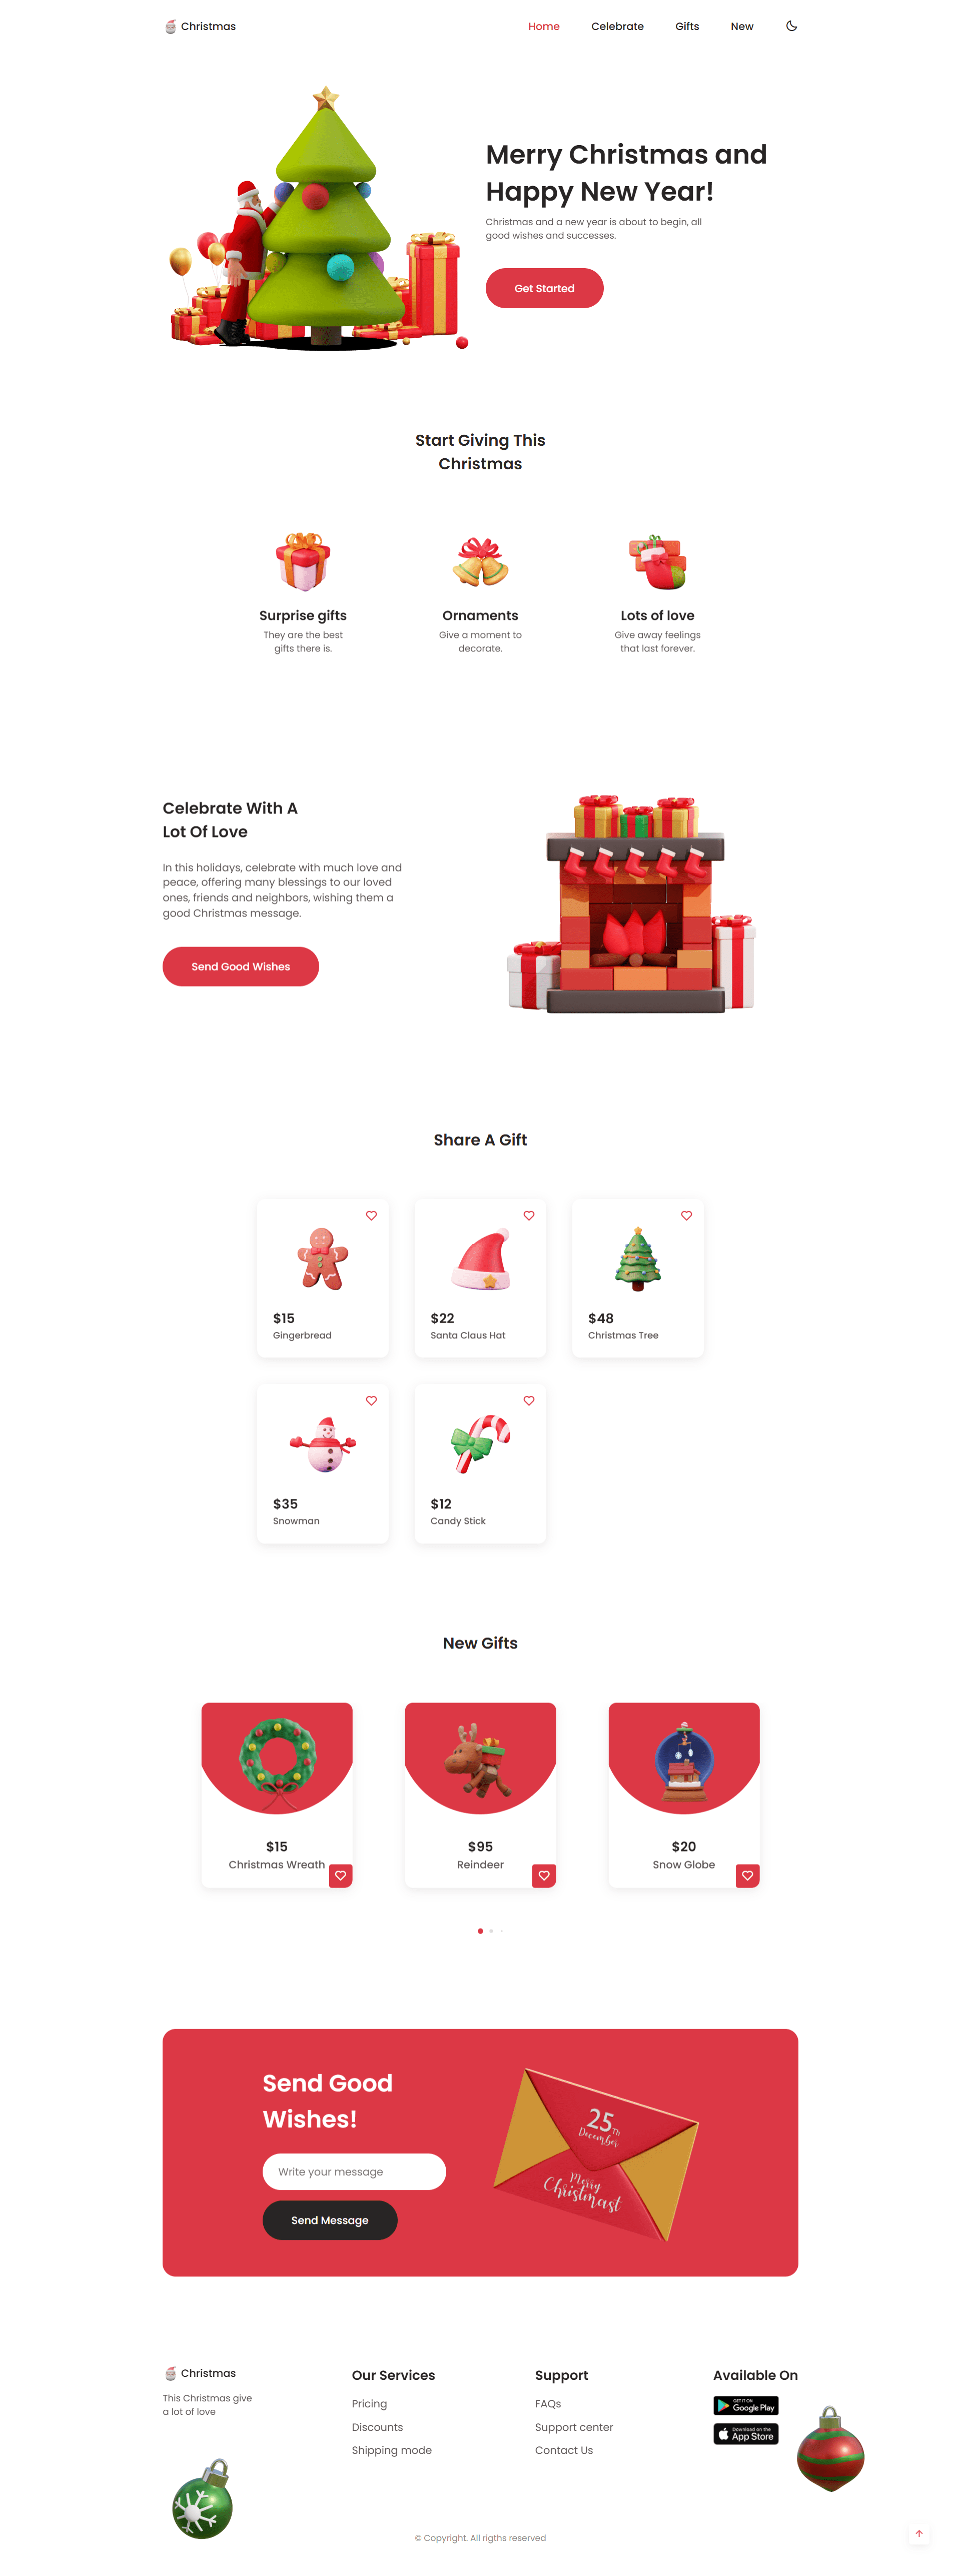 Christmas
Home
Celebrate
Gifts
New
Merry Christmas and
Happy New Year!
Christmas and a new year is about to begin, all
good wishes and successes.
Get Started
Start Giving This
Christmas
Surprise gifts
They are the best
gifts there is.
Ornaments
Give a moment to
decorate.
Lots of love
Give away feelings
that last forever.
Celebrate With A
Lot Of Love
In this holidays, celebrate with much love and
peace, offering many blessings to our loved
ones, friends and neighbors, wishing them a
good Christmas message.
Send Good Wishes
Share A Gift
$15
Gingerbread
$22
Santa Claus Hat
$48
Christmas Tree
$35
Snowman
$12
Candy Stick
New Gifts
$15
Christmas Wreath
$95
Reindeer
$20
Snow Globe
Send Good
Wishes!
Write your message
Send Message
25Th
December
Merry
Christmast
Christmas
This Christmas give
a lot of love
Our Services
Pricing
Discounts
Shipping mode
Support
FAQs
Support center
Contact Us
Available On
GET IT ON
Google Play
Download on the
App Store
© Copyright. All rigths reserved